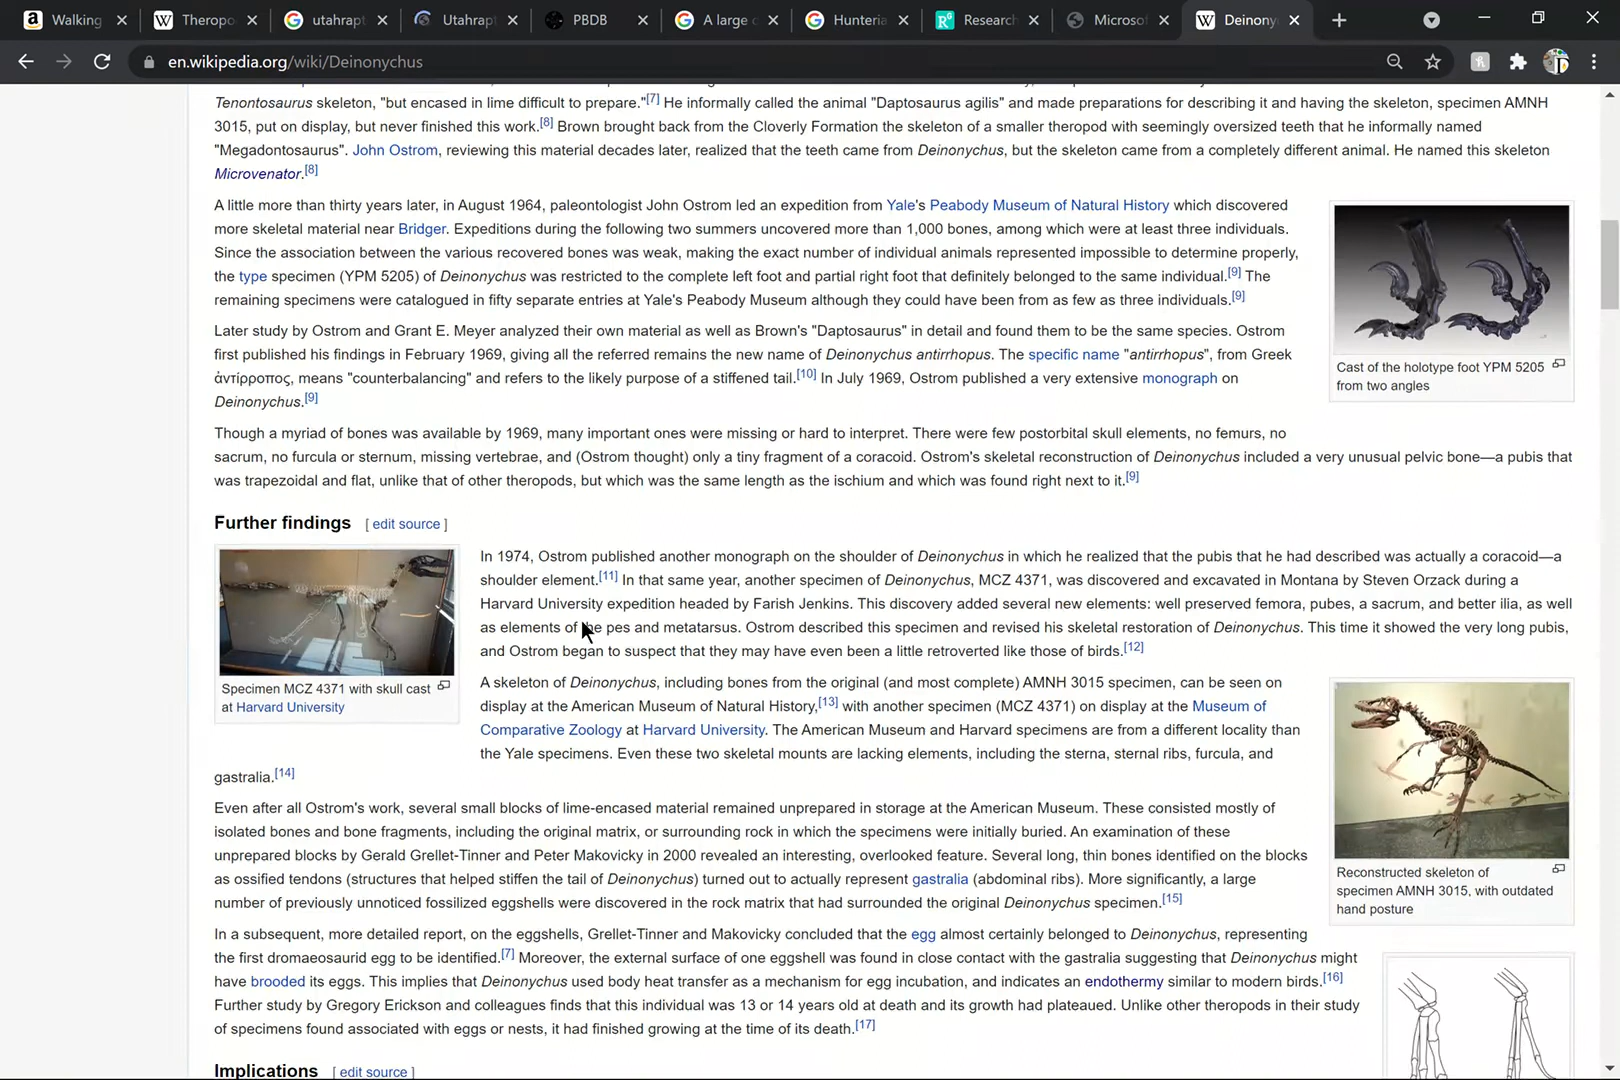 Walking
Theropo
utahrapt
Utahrapt
PBDB
A large
Hunteria
Research
Microso
Deinony
en.wikipedia.org/wiki/Deinonychus
Tenontosaurus skeleton, "but encased in lime difficult to prepare."[7] He informally called the animal "Daptosaurus agilis" and made preparations for describing it and having the skeleton, specimen AMNH
3015, put on display, but never finished this work.[8] Brown brought back from the Cloverly Formation the skeleton of a smaller theropod with seemingly oversized teeth that he informally named
"Megadontosaurus". John Ostrom, reviewing this material decades later, realized that the teeth came from Deinonychus, but the skeleton came from a completely different animal. He named this skeleton
Microvenator.[8]
A little more than thirty years later, in August 1964, paleontologist John Ostrom led an expedition from Yale's Peabody Museum of Natural History which discovered
more skeletal material near Bridger. Expeditions during the following two summers uncovered more than 1,000 bones, among which were at least three individuals.
Since the association between the various recovered bones was weak, making the exact number of individual animals represented impossible to determine properly,
the type specimen (YPM 5205) of Deinonychus was restricted to the complete left foot and partial right foot that definitely belonged to the same individual.[9] The
remaining specimens were catalogued in fifty separate entries at Yale's Peabody Museum although they could have been from as few as three individuals.[9]
Cast of the holotype foot YPM 5205
from two angles
Later study by Ostrom and Grant E. Meyer analyzed their own material as well as Brown's "Daptosaurus" in detail and found them to be the same species. Ostrom
first published his findings in February 1969, giving all the referred remains the new name of Deinonychus antirrhopus. The specific name "antirrhopus", from Greek
ἀντίρροπος, means "counterbalancing" and refers to the likely purpose of a stiffened tail.[10] In July 1969, Ostrom published a very extensive monograph on
Deinonychus.[9]
Though a myriad of bones was available by 1969, many important ones were missing or hard to interpret. There were few postorbital skull elements, no femurs, no
sacrum, no furcula or sternum, missing vertebrae, and (Ostrom thought) only a tiny fragment of a coracoid. Ostrom's skeletal reconstruction of Deinonychus included a very unusual pelvic bone—a pubis that
was trapezoidal and flat, unlike that of other theropods, but which was the same length as the ischium and which was found right next to it.[9]
Further findings [ edit source ]
Specimen MCZ 4371 with skull cast
at Harvard University
In 1974, Ostrom published another monograph on the shoulder of Deinonychus in which he realized that the pubis that he had described was actually a coracoid—a
shoulder element.[11] In that same year, another specimen of Deinonychus, MCZ 4371, was discovered and excavated in Montana by Steven Orzack during a
Harvard University expedition headed by Farish Jenkins. This discovery added several new elements: well preserved femora, pubes, a sacrum, and better ilia, as well
as elements of the pes and metatarsus. Ostrom described this specimen and revised his skeletal restoration of Deinonychus. This time it showed the very long pubis,
and Ostrom began to suspect that they may have even been a little retroverted like those of birds.[12]
A skeleton of Deinonychus, including bones from the original (and most complete) AMNH 3015 specimen, can be seen on
display at the American Museum of Natural History,[13] with another specimen (MCZ 4371) on display at the Museum of
Comparative Zoology at Harvard University. The American Museum and Harvard specimens are from a different locality than
the Yale specimens. Even these two skeletal mounts are lacking elements, including the sterna, sternal ribs, furcula, and
gastralia.[14]
Reconstructed skeleton of
specimen AMNH 3015, with outdated
hand posture
Even after all Ostrom's work, several small blocks of lime-encased material remained unprepared in storage at the American Museum. These consisted mostly of
isolated bones and bone fragments, including the original matrix, or surrounding rock in which the specimens were initially buried. An examination of these
unprepared blocks by Gerald Grellet-Tinner and Peter Makovicky in 2000 revealed an interesting, overlooked feature. Several long, thin bones identified on the blocks
as ossified tendons (structures that helped stiffen the tail of Deinonychus) turned out to actually represent gastralia (abdominal ribs). More significantly, a large
number of previously unnoticed fossilized eggshells were discovered in the rock matrix that had surrounded the original Deinonychus specimen.[15]
In a subsequent, more detailed report, on the eggshells, Grellet-Tinner and Makovicky concluded that the egg almost certainly belonged to Deinonychus, representing
the first dromaeosaurid egg to be identified.[7] Moreover, the external surface of one eggshell was found in close contact with the gastralia suggesting that Deinonychus might
have brooded its eggs. This implies that Deinonychus used body heat transfer as a mechanism for egg incubation, and indicates an endothermy similar to modern birds.[16]
Further study by Gregory Erickson and colleagues finds that this individual was 13 or 14 years old at death and its growth had plateaued. Unlike other theropods in their study
of specimens found associated with eggs or nests, it had finished growing at the time of its death.[17]
Implications [ edit source ]